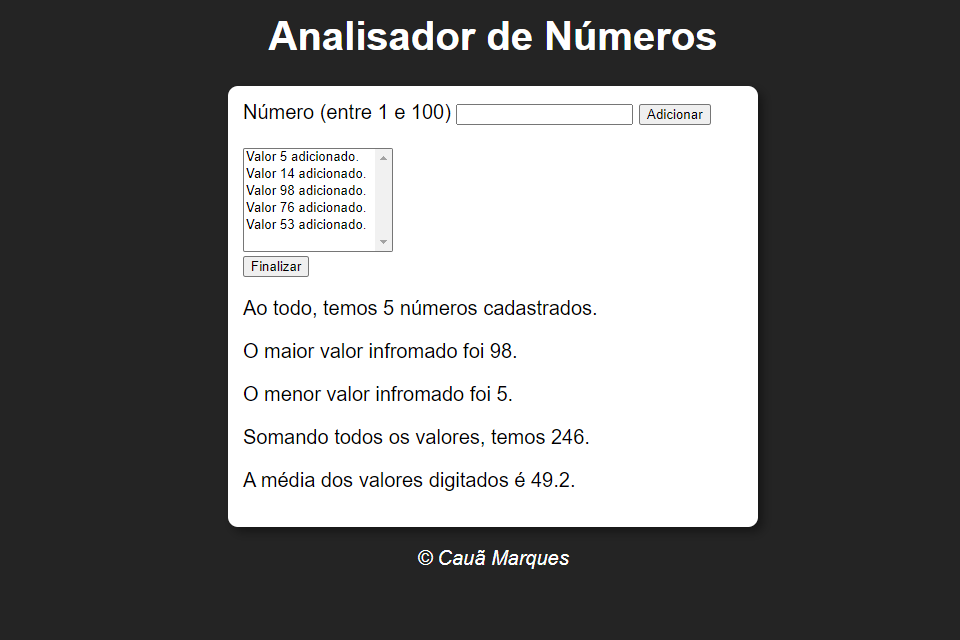 Analisador de Números
Número (entre 1 e 100) Adicionar
Valor 5 adicionado.
Valor 14 adicionado.
Valor 98 adicionado.
Valor 76 adicionado.
Valor 53 adicionado.
Finalizar
Ao todo, temos 5 números cadastrados.
O maior valor infromado foi 98.
O menor valor infromado foi 5.
Somando todos os valores, temos 246.
A média dos valores digitados é 49.2.
© Cauã Marques